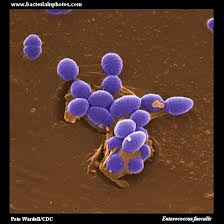 www.bacteriainphotos.com
Pete Wardell/CDC
Enterococcus faecalis